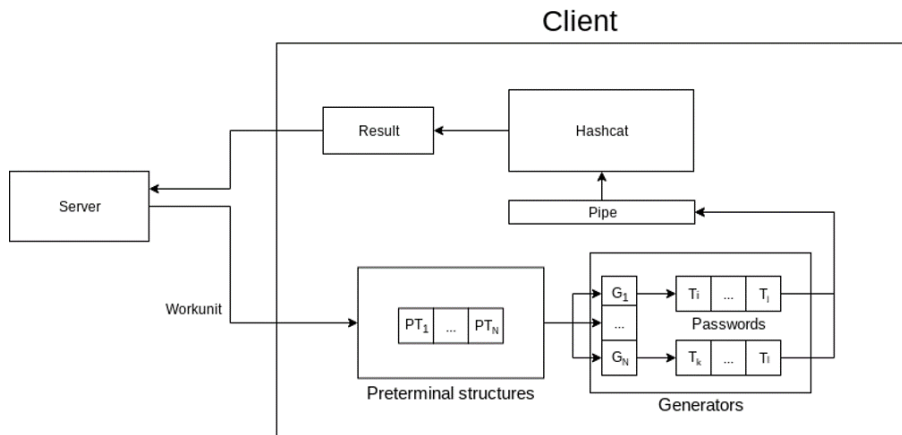 Client
Result
Hashcat
Server
Pipe
Workunit
PT1 ... PTN
Preterminal structures
G1
...
GN
Ti ... Tj
Passwords
Tk ... Tl
Generators